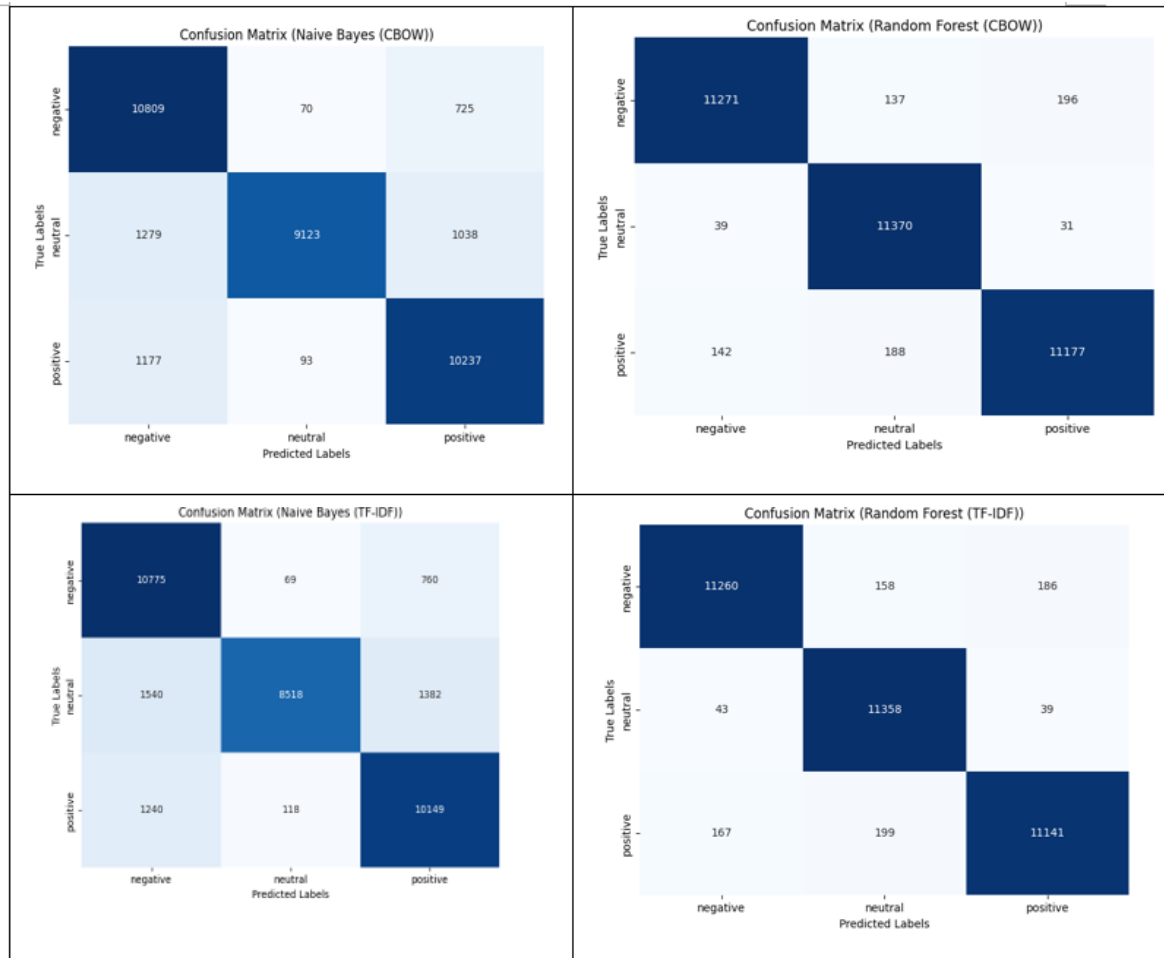 Confusion Matrix (Naive Bayes (CBOW))
negative 10809 70 725
True Labels
neutral 1279 9123 1038
positive 1177 93 10237
negative neutral positive
Predicted Labels
Confusion Matrix (Random Forest (CBOW))
negative 11271 137 196
True Labels
neutral 39 11370 31
positive 142 188 11177
negative neutral positive
Predicted Labels
Confusion Matrix (Naive Bayes (TF-IDF))
negative 10775 69 760
True Labels
neutral 1540 8518 1382
positive 1240 118 10149
negative neutral positive
Predicted Labels
Confusion Matrix (Random Forest (TF-IDF))
negative 11260 158 186
True Labels
neutral 43 11358 39
positive 167 199 11141
negative neutral positive
Predicted Labels